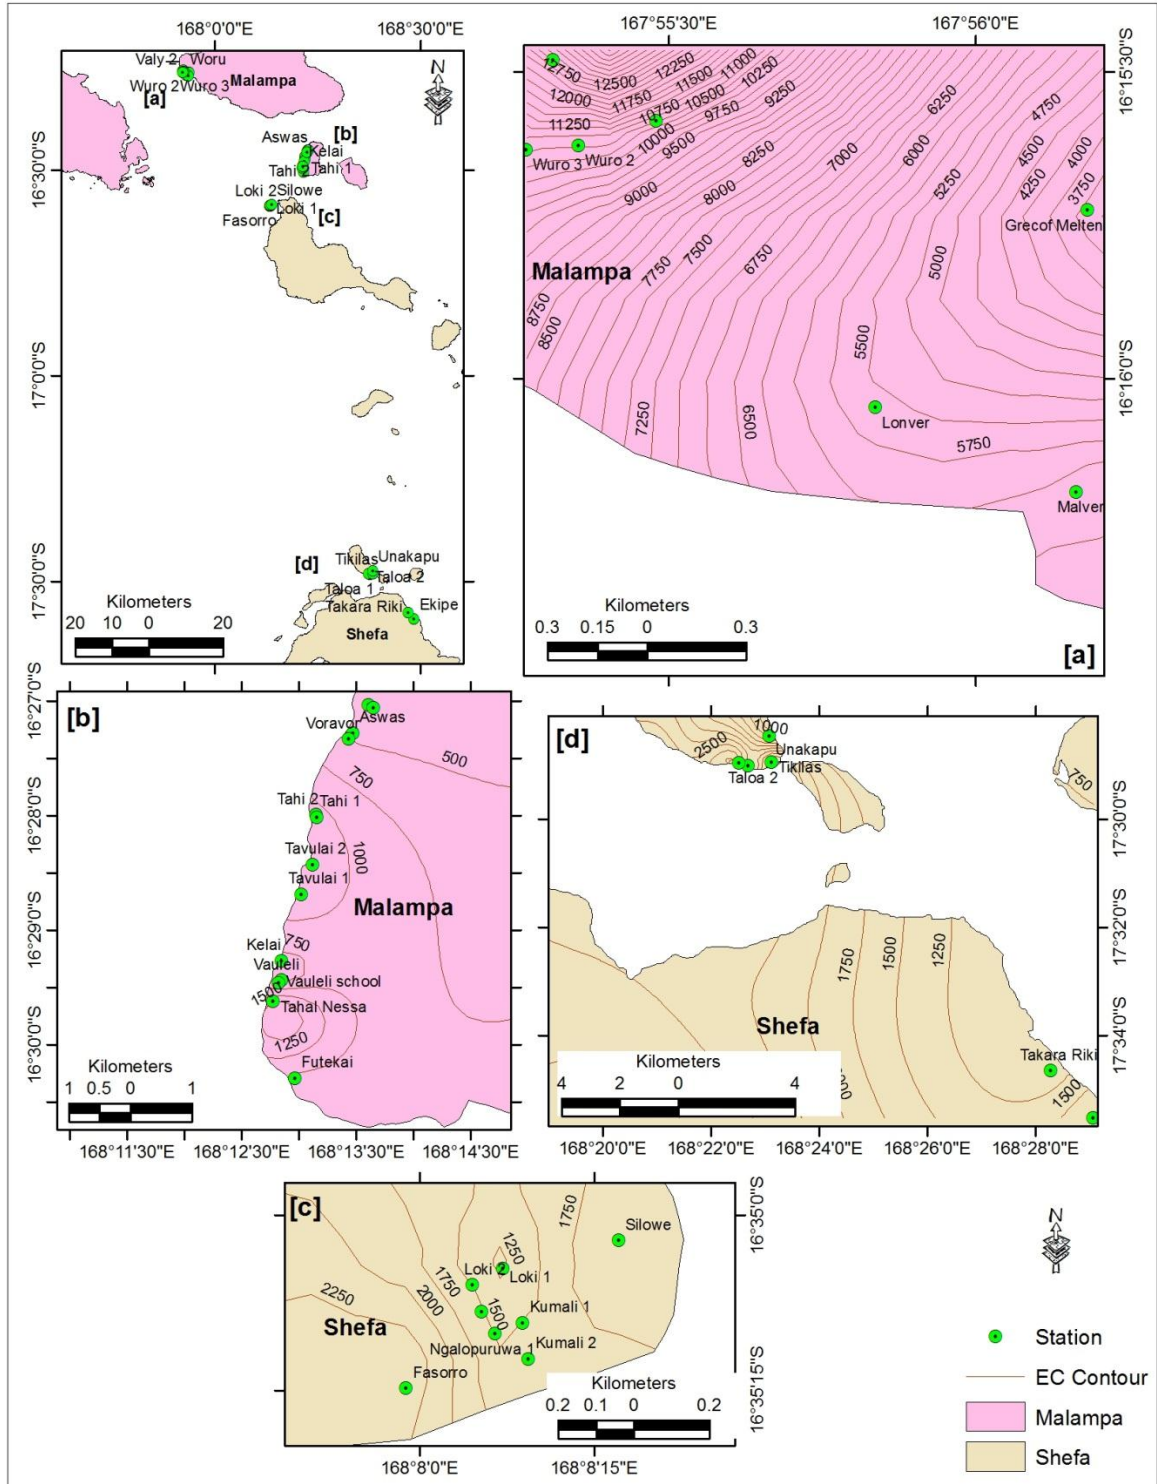 168°0'0"E
168°30'0"E
Valy 2
Woru
Wuro 2
Wuro 3
Malampa
[a]
N
Aswas
[b]
Kelai
Tahi 2
Tahi 1
16°30'0"S
Loki 2
Silowe
Loki 1
Fasorro
[c]
17°0'0"S
[d]
Tikilas
Unakapu
Taloa 2
Taloa 1
17°30'0"S
Takara Riki
Ekipe
Shefa
Kilometers
20 10 0 20
167°55'30"E
167°56'0"E
16°15'30"S
16°16'0"S
12750
12500
12250
12000
11750
11500
11000
11250
10750
10500
10250
10000
9750
9500
9250
9000
8250
8000
7000
6250
6000
5250
4750
4500
4250
4000
3750
Wuro 3
Wuro 2
Grecof Melten
Malampa
7750
7500
6750
5000
8750
8500
5500
7250
6500
Lonver
5750
Malver
Kilometers
0.3 0.15 0 0.3
[a]
[b]
16°27'0"S
16°28'0"S
16°29'0"S
16°30'0"S
Voravor
Aswas
500
750
Tahi 2
Tahi 1
Tavulai 2
1000
Tavulai 1
Malampa
Kelai
750
Vauleli
Vauleli school
1500
Tahal Nessa
1250
Futekai
Kilometers
1 0.5 0 1
168°11'30"E
168°12'30"E
168°13'30"E
168°14'30"E
[d]
1000
2500
Unakapu
Taloa 2
Tikilas
750
17°30'0"S
17°32'0"S
17°34'0"S
1750
1500
1250
Shefa
Takara Riki
1500
Kilometers
4 2 0 4
168°20'0"E
168°22'0"E
168°24'0"E
168°26'0"E
168°28'0"E
[c]
1750
Silowe
16°35'0"S
1250
Loki 2
Loki 1
1750
2000
2250
1500
Kumali 1
Shefa
Ngalopuruwa 1
Kumali 2
Fasorro
16°35'15"S
Kilometers
0.2 0.1 0 0.2
168°8'0"E
168°8'15"E
N
Station
EC Contour
Malampa
Shefa